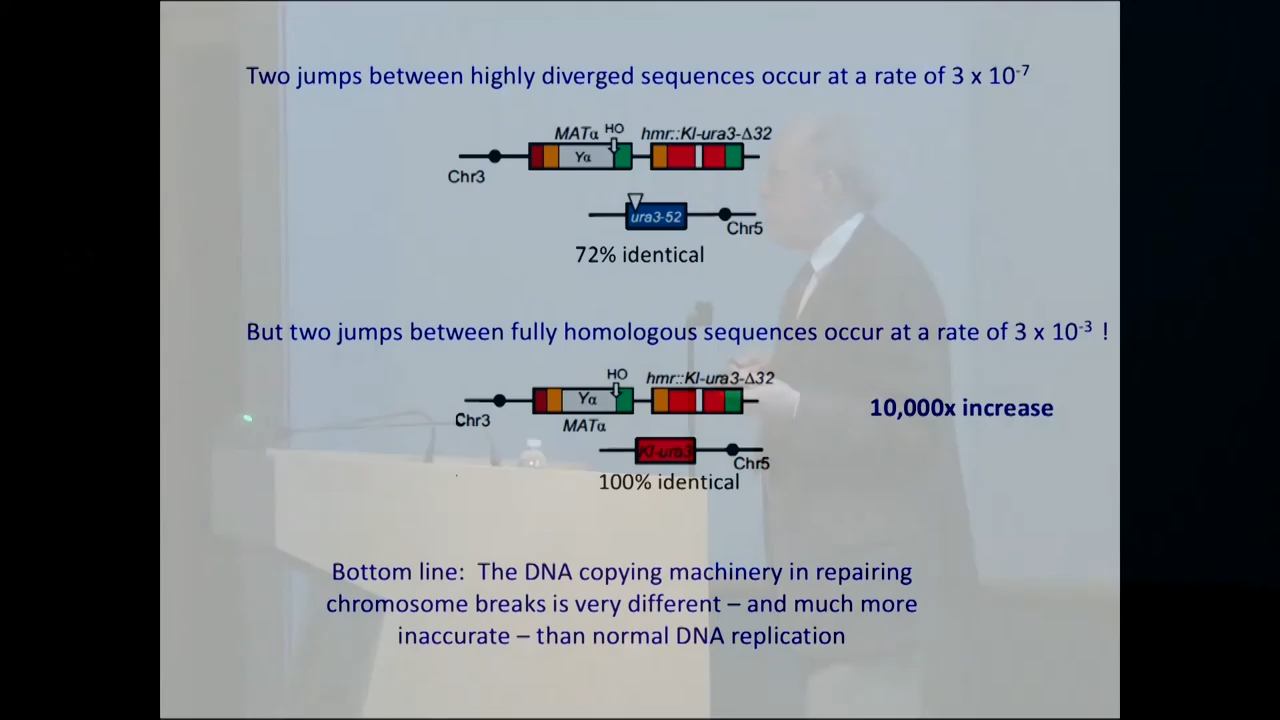 Two jumps between highly diverged sequences occur at a rate of 3 x 10⁻⁷
MATα HO hmr::Kl-ura3-Δ32
Yα
Chr3
ura3-52
Chr5
72% identical
But two jumps between fully homologous sequences occur at a rate of 3 x 10⁻³ !
HO hmr::Kl-ura3-Δ32
Yα
10,000x increase
Chr3
MATα
Kl-ura3
Chr5
100% identical
Bottom line: The DNA copying machinery in repairing
chromosome breaks is very different – and much more
inaccurate – than normal DNA replication